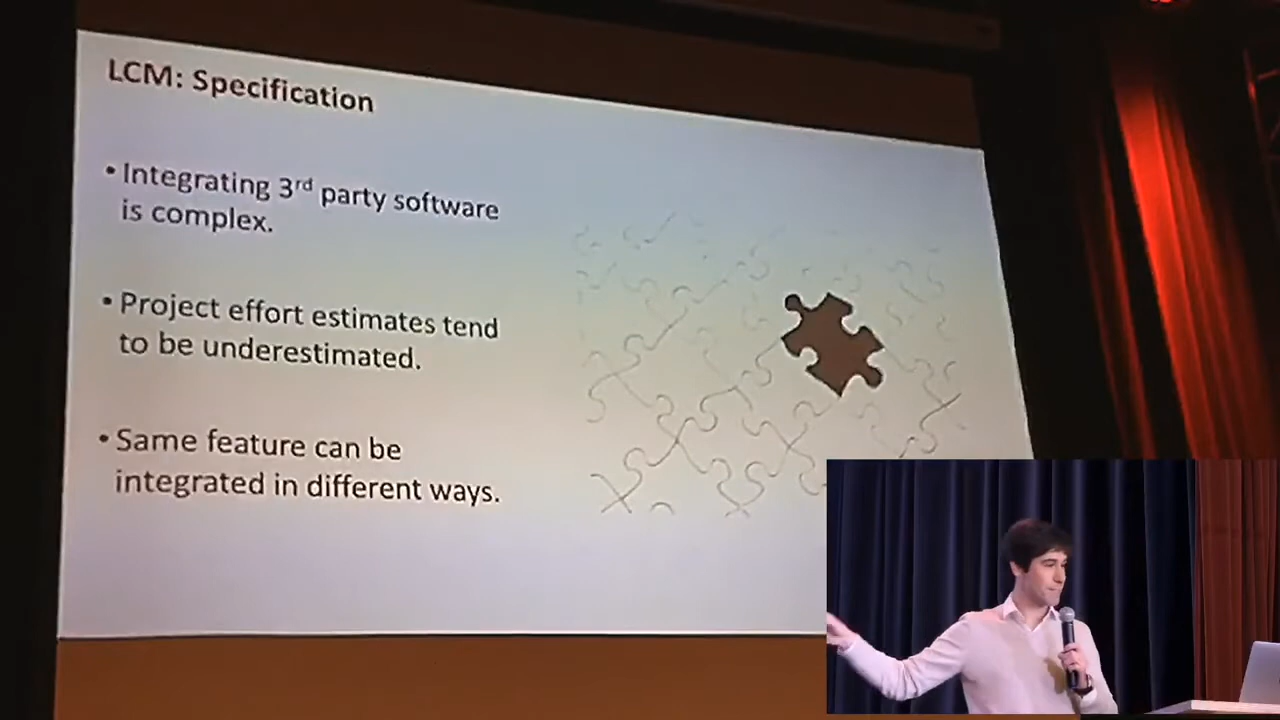 LCM: Specification
• Integrating 3rd party software
is complex.
• Project effort estimates tend
to be underestimated.
• Same feature can be
integrated in different ways.